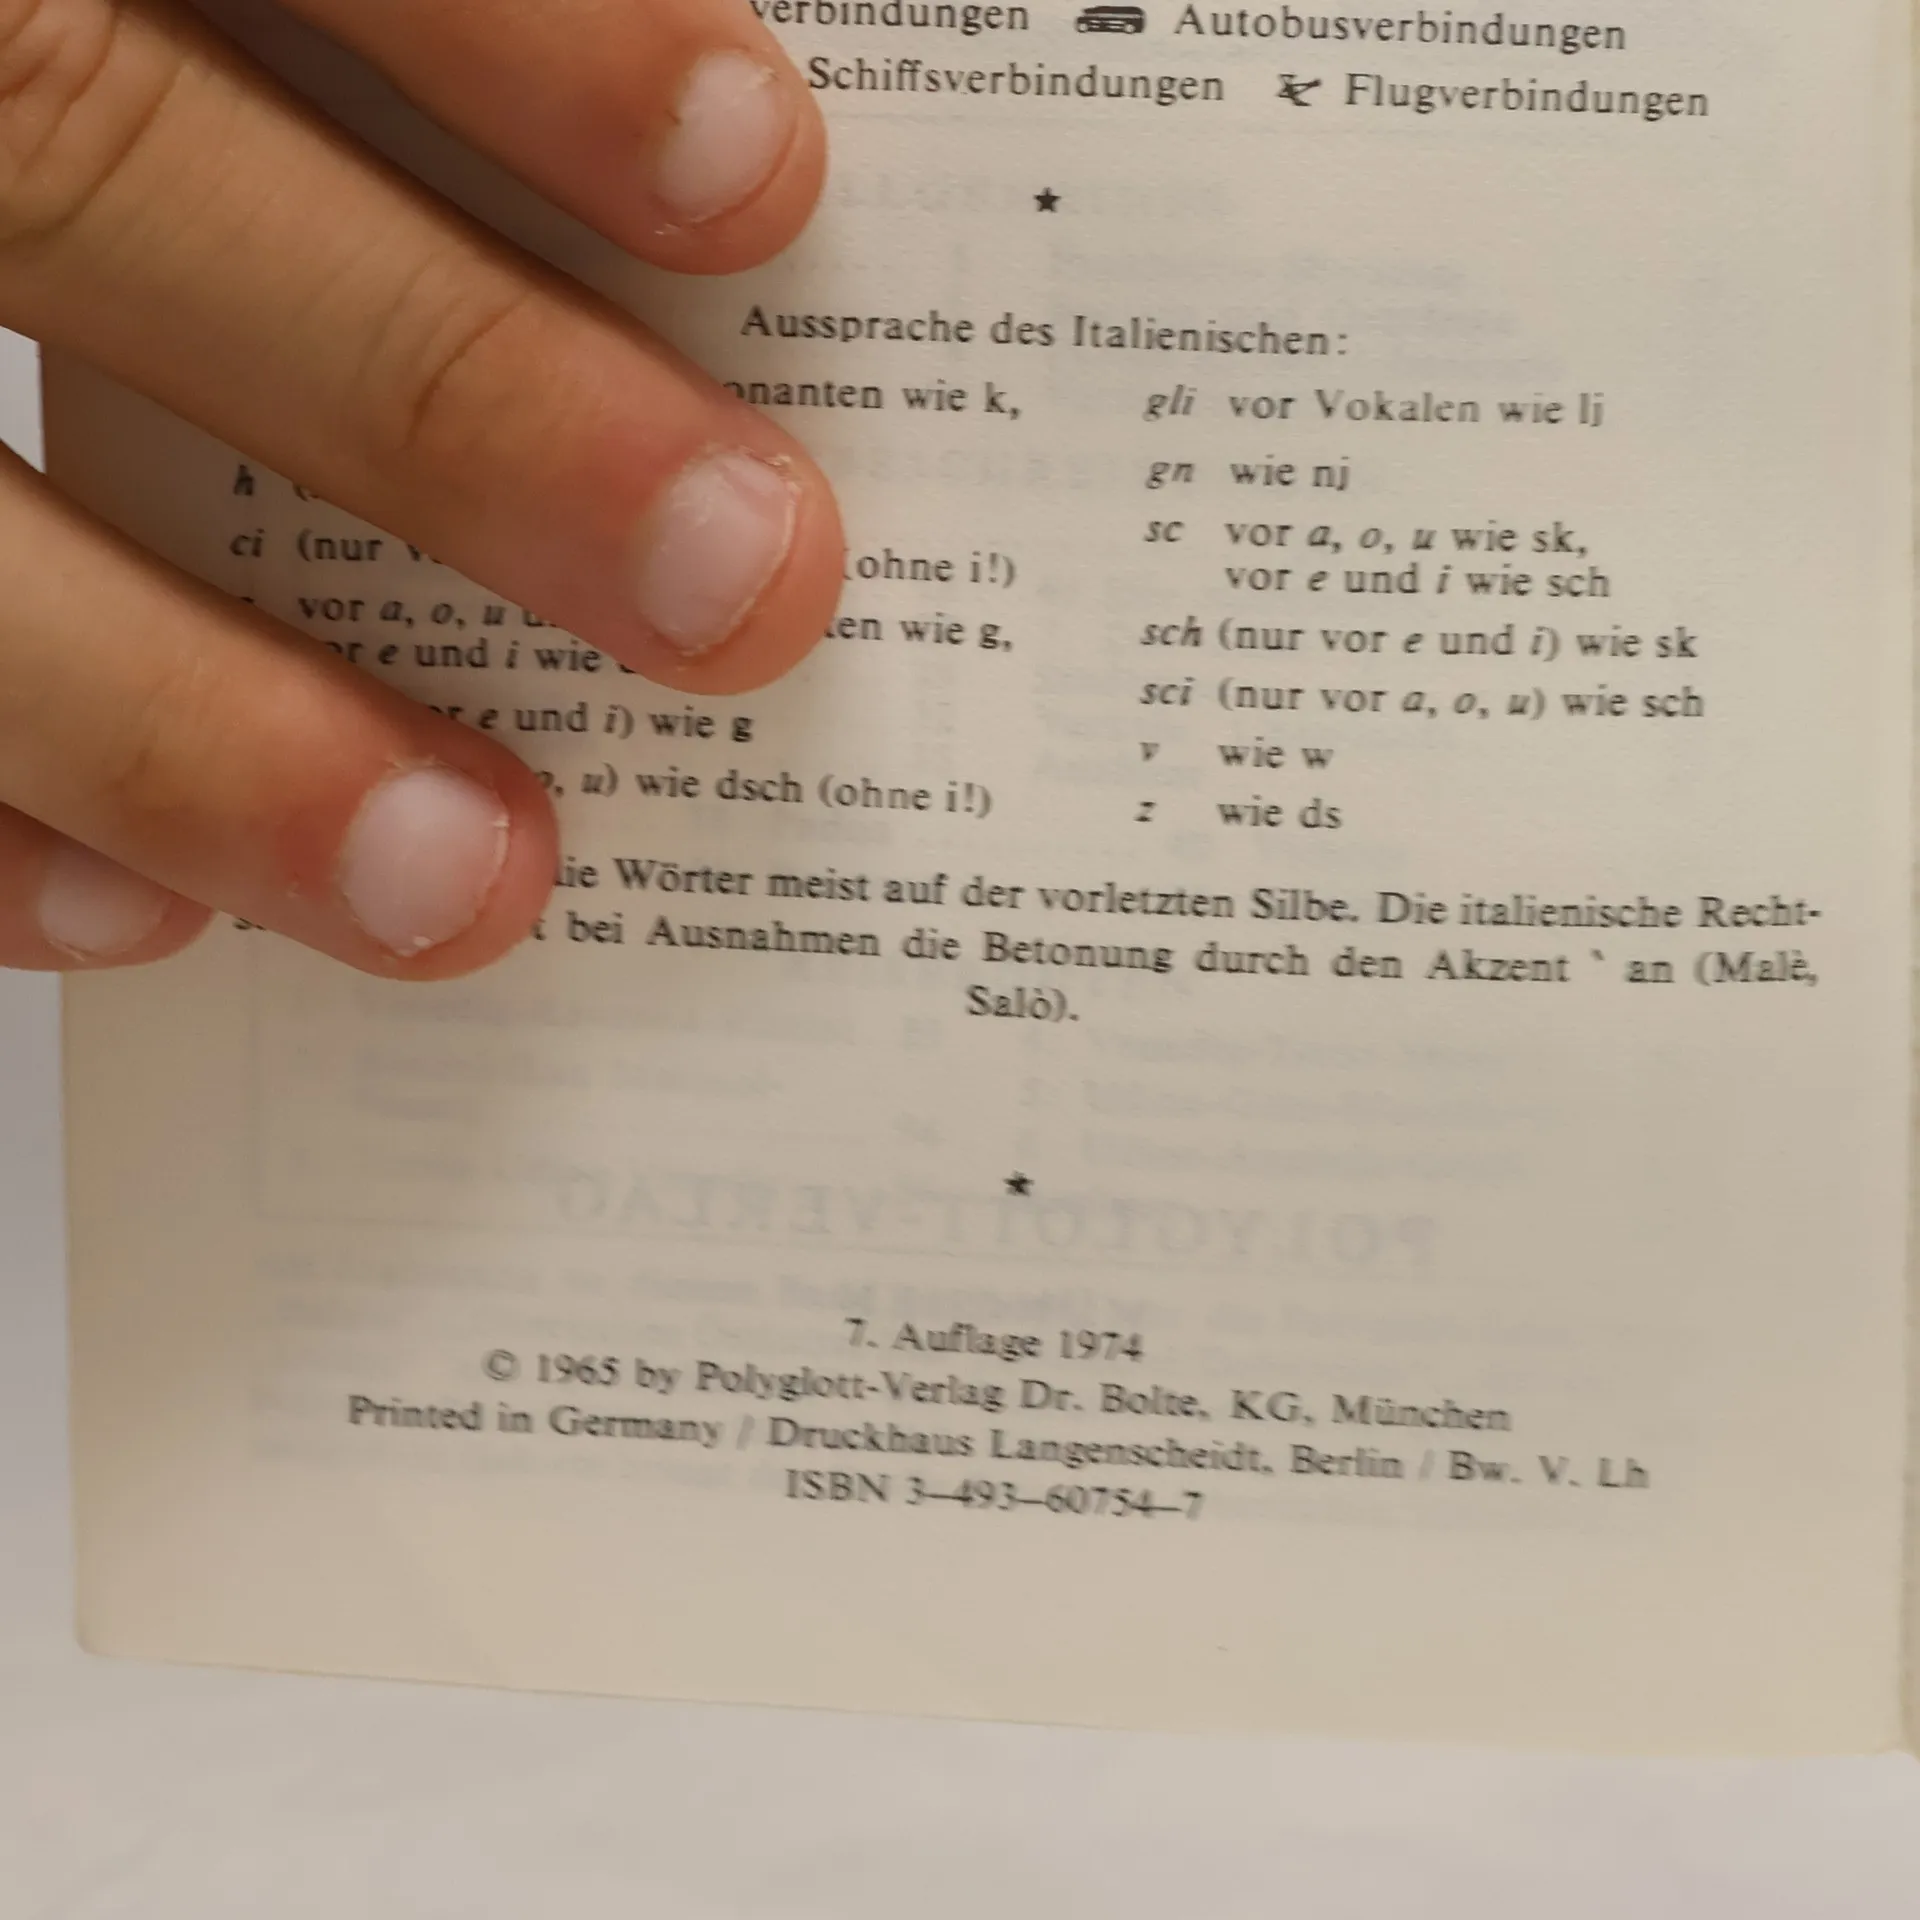 Autobusverbindungen
Schiffsverbindungen Flugverbindungen
Aussprache des Italienischen:
wie k,
h
ci (nur (ohne i!)
vor a, o, u wie g,
e und i wie
e und i) wie g
u) wie dsch (ohne i!)
gli vor Vokalen wie lj
gn wie nj
sc vor a, o, u wie sk,
vor e und i wie sch
sch (nur vor e und i) wie sk
sci (nur vor a, o, u) wie sch
v wie w
z wie ds
Wörter meist auf der vorletzten Silbe. Die italienische Recht-
bei Ausnahmen die Betonung durch den Akzent ` an (Malè,
Salò).
7. Auflage 1974
© 1965 by Polyglott-Verlag Dr. Bolte, KG, München
Printed in Germany / Druckhaus Langenscheidt, Berlin / Bw. V. Lh
ISBN 3–493–60754–7